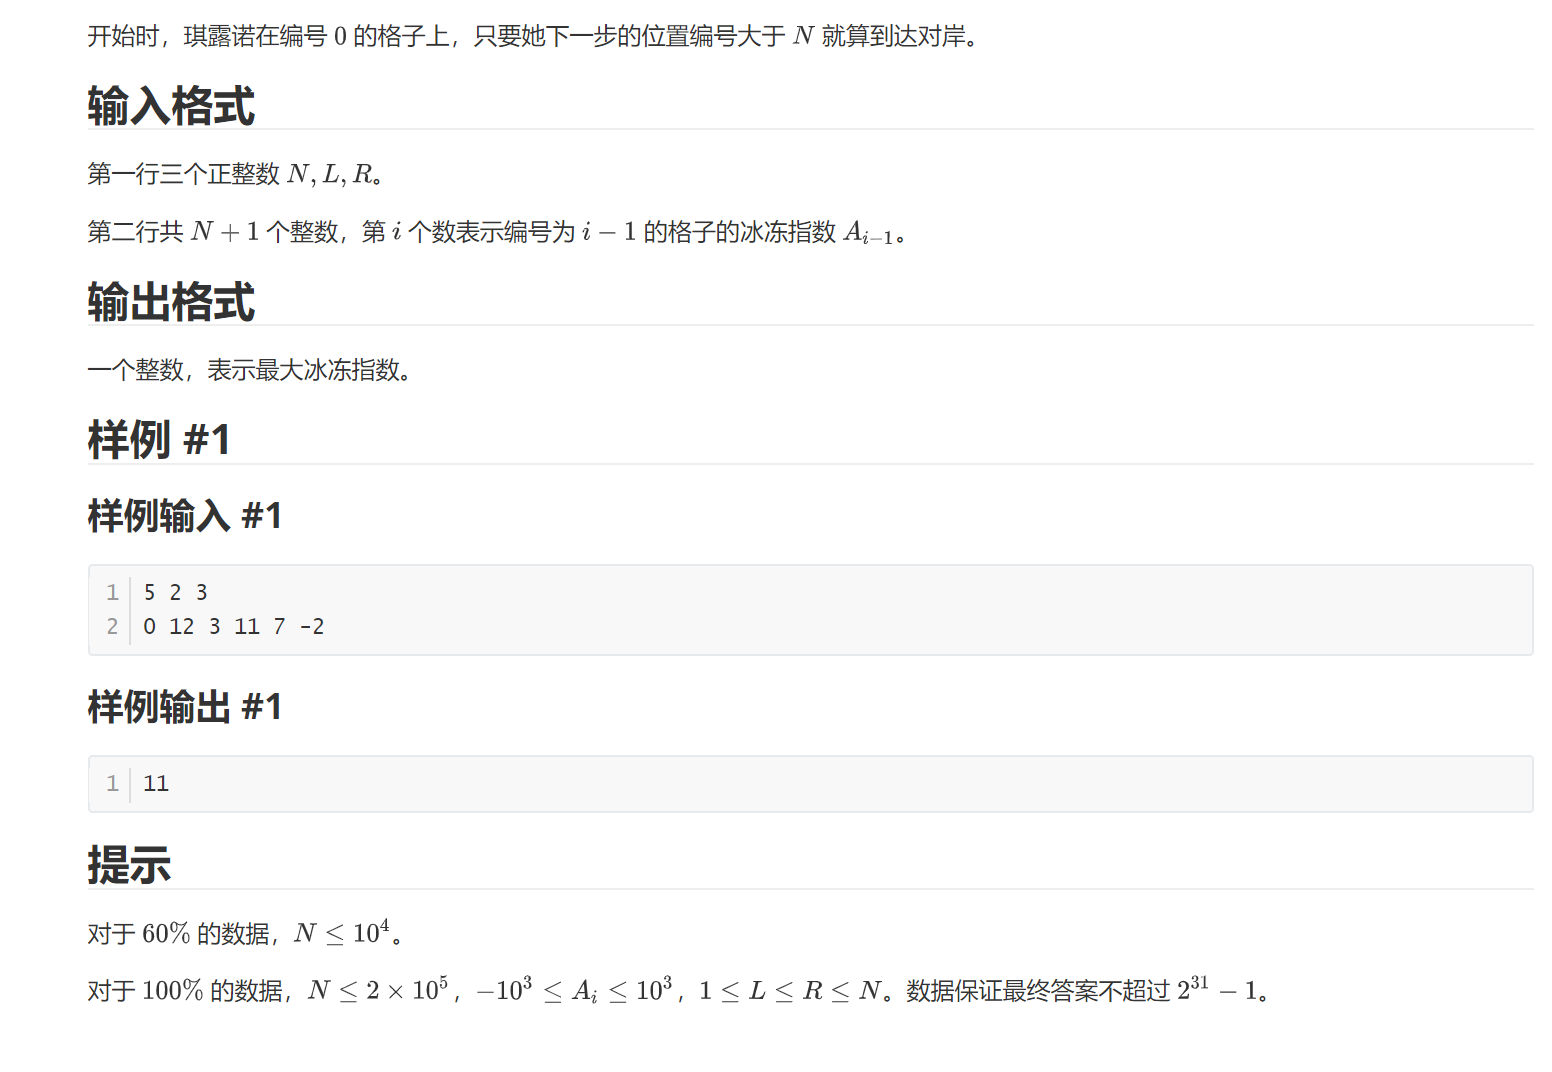 开始时，琪露诺在编号 0 的格子上，只要她下一步的位置编号大于 N 就算到达对岸。
输入格式
第一行三个正整数 N, L, R。
第二行共 N + 1 个整数，第 i 个数表示编号为 i − 1 的格子的冰冻指数 A_{i−1}。
输出格式
一个整数，表示最大冰冻指数。
样例 #1
样例输入 #1
1 5 2 3
2 0 12 3 11 7 -2
样例输出 #1
1 11
提示
对于 60% 的数据，N ≤ 10^4。
对于 100% 的数据，N ≤ 2 × 10^5，−10^3 ≤ A_i ≤ 10^3，1 ≤ L ≤ R ≤ N。数据保证最终答案不超过 2^{31} − 1。